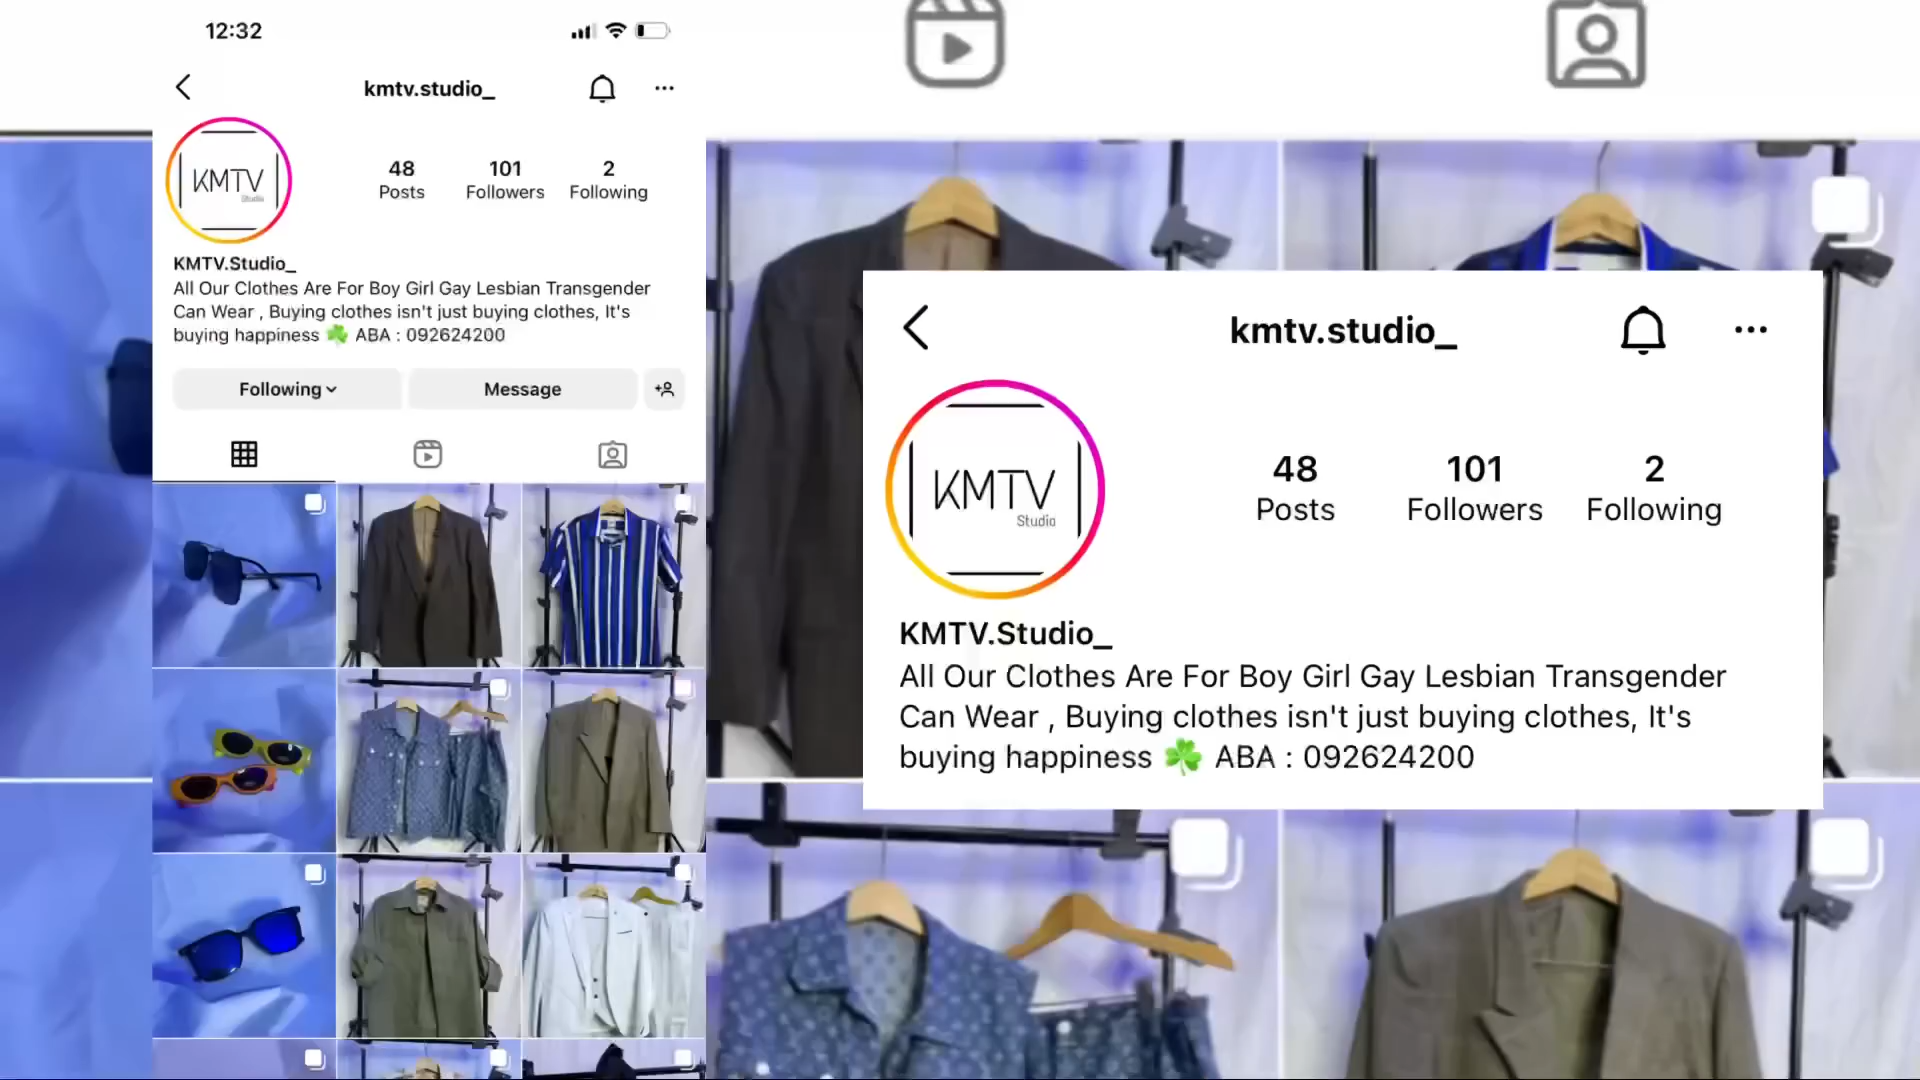 12:32
kmtv.studio_
KMTV
Studio
48
Posts
101
Followers
2
Following
KMTV.Studio_
All Our Clothes Are For Boy Girl Gay Lesbian Transgender
Can Wear , Buying clothes isn't just buying clothes, It's
buying happiness ☘️ ABA : 092624200
Following
Message
kmtv.studio_
KMTV
Studio
48
Posts
101
Followers
2
Following
KMTV.Studio_
All Our Clothes Are For Boy Girl Gay Lesbian Transgender
Can Wear , Buying clothes isn't just buying clothes, It's
buying happiness ☘️ ABA : 092624200